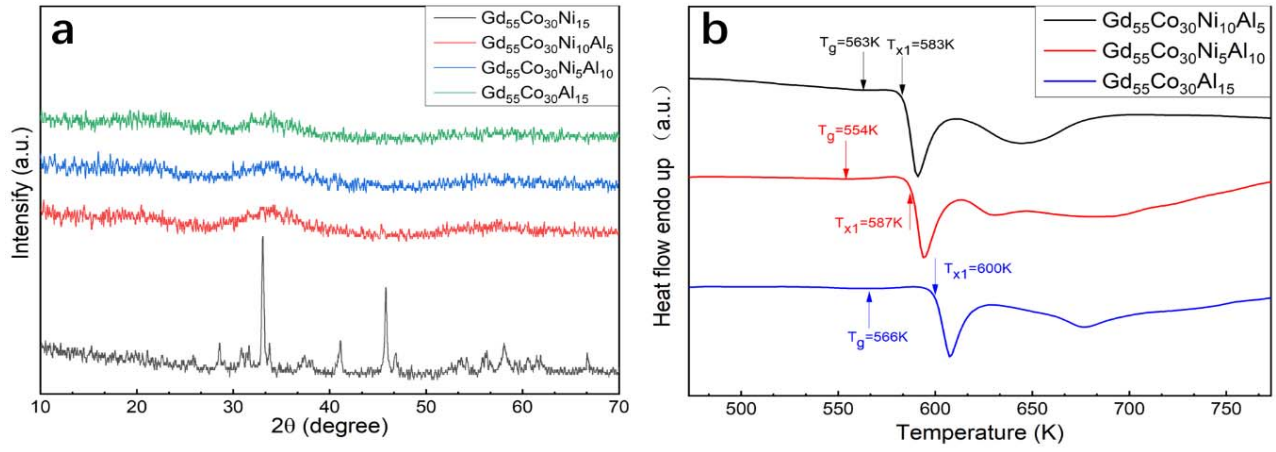 a
Gd₅₅Co₃₀Ni₁₅
Gd₅₅Co₃₀Ni₁₀Al₅
Gd₅₅Co₃₀Ni₅Al₁₀
Gd₅₅Co₃₀Al₁₅
Intensify (a.u.)
10 20 30 40 50 60 70
2θ (degree)
b
Gd₅₅Co₃₀Ni₁₀Al₅
Gd₅₅Co₃₀Ni₅Al₁₀
Gd₅₅Co₃₀Al₁₅
Tg=563K Tx1=583K
Tg=554K
Tx1=587K
Tx1=600K
Tg=566K
Heat flow endo up （a.u.）
500 550 600 650 700 750
Temperature (K)